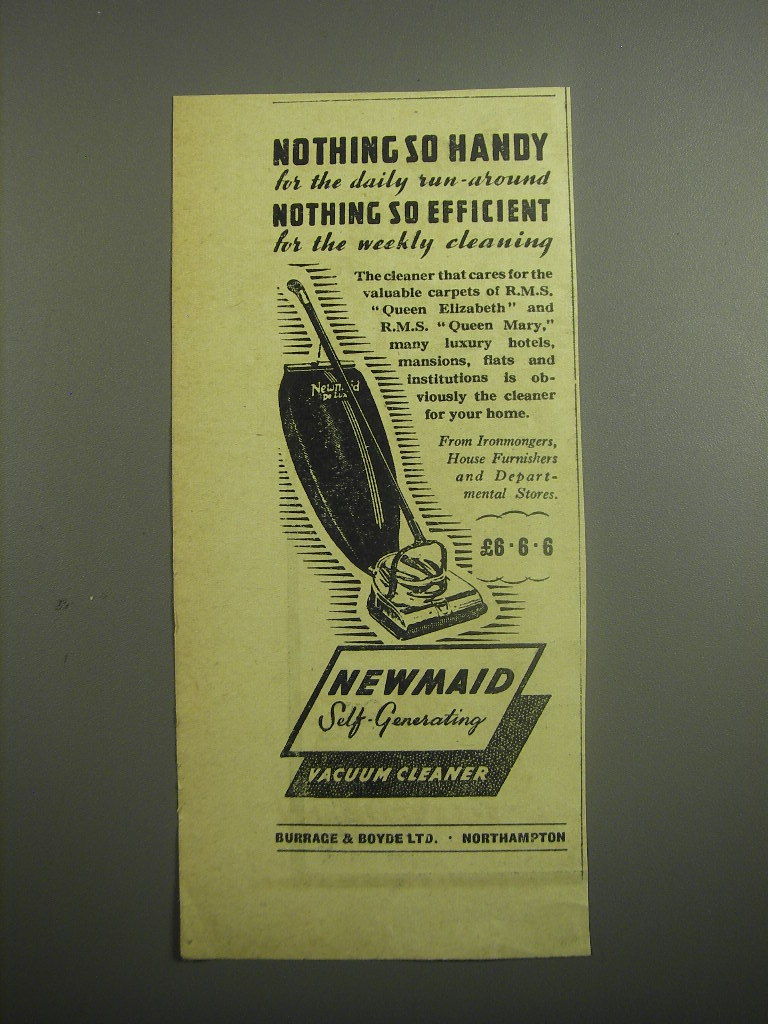 NOTHING SO HANDY
for the daily run-around
NOTHING SO EFFICIENT
for the weekly cleaning
The cleaner that cares for the
valuable carpets of R.M.S.
"Queen Elizabeth" and
R.M.S. "Queen Mary,"
many luxury hotels,
mansions, flats and
institutions is ob-
viously the cleaner
for your home.
Newmaid
De Lux
From Ironmongers,
House Furnishers
and Depart-
mental Stores.
£6·6·6
NEWMAID
Self-Generating
VACUUM CLEANER
BURRAGE & BOYDE LTD. · NORTHAMPTON